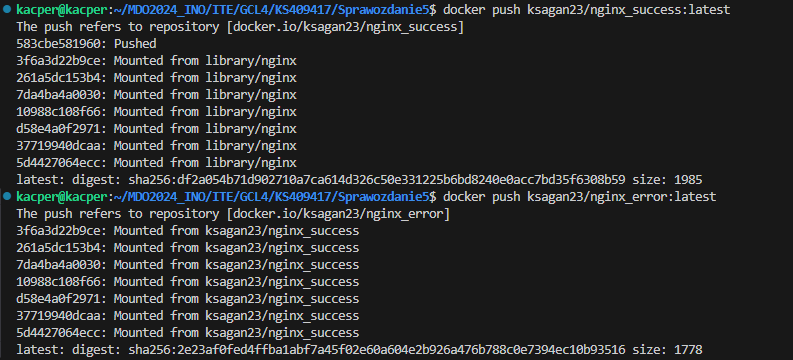 kacper@kacper:~/MDO2024_INO/ITE/GCL4/KS409417/Sprawozdanie5$ docker push ksagan23/nginx_success:latest
The push refers to repository [docker.io/ksagan23/nginx_success]
583cbe581960: Pushed
3f6a3d22b9ce: Mounted from library/nginx
261a5dc153b4: Mounted from library/nginx
7da4ba4a0030: Mounted from library/nginx
10988c108f66: Mounted from library/nginx
d58e4a0f2971: Mounted from library/nginx
37719940dcaa: Mounted from library/nginx
5d4427064ecc: Mounted from library/nginx
latest: digest: sha256:df2a054b71d902710a7ca614d326c50e331225b6bd8240e0acc7bd35f6308b59 size: 1985
kacper@kacper:~/MDO2024_INO/ITE/GCL4/KS409417/Sprawozdanie5$ docker push ksagan23/nginx_error:latest
The push refers to repository [docker.io/ksagan23/nginx_error]
3f6a3d22b9ce: Mounted from ksagan23/nginx_success
261a5dc153b4: Mounted from ksagan23/nginx_success
7da4ba4a0030: Mounted from ksagan23/nginx_success
10988c108f66: Mounted from ksagan23/nginx_success
d58e4a0f2971: Mounted from ksagan23/nginx_success
37719940dcaa: Mounted from ksagan23/nginx_success
5d4427064ecc: Mounted from ksagan23/nginx_success
latest: digest: sha256:2e23af0fed4ffba1abf7a45f02e60a604e2b926a476b788c0e7394ec10b93516 size: 1778